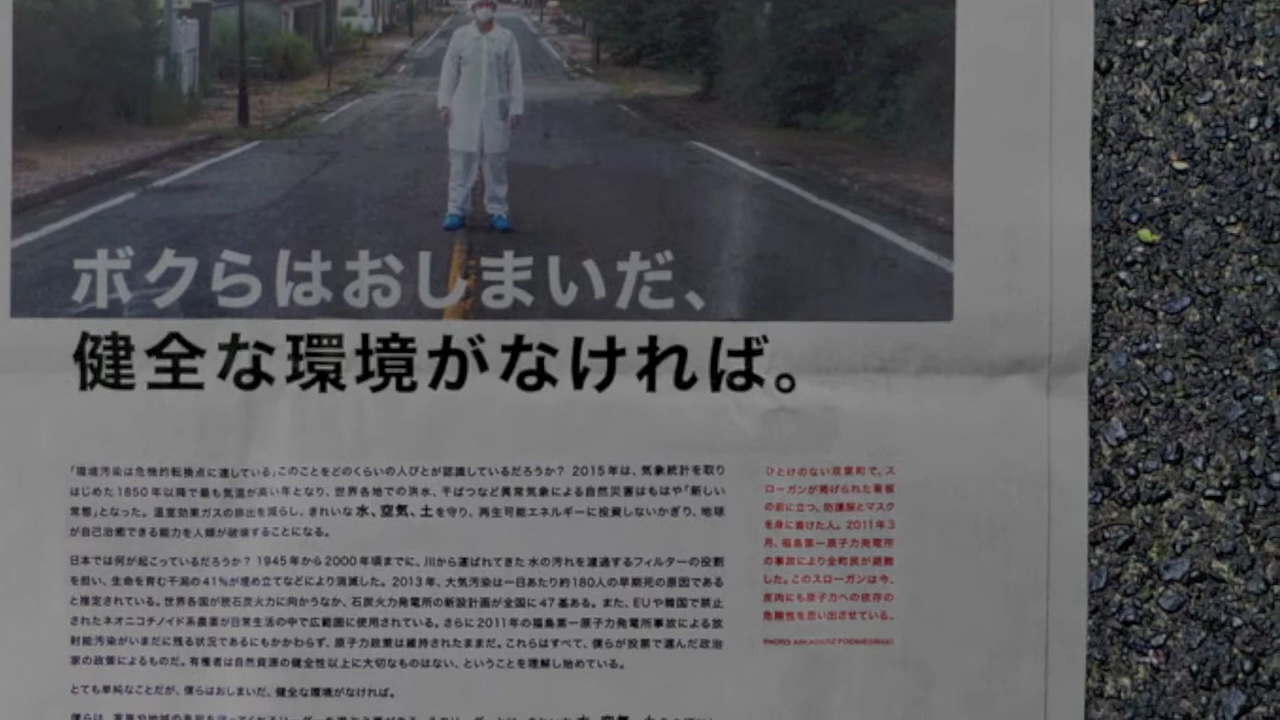 ボクらはおしまいだ、
健全な環境がなければ。
「環境汚染は危機的転換点に達している」このことをどのくらいの人びとが認識しているだろうか? 2015年は、気象統計を取り
はじめた1850年以降で最も気温が高い年となり、世界各地での洪水、干ばつなど異常気象による自然災害はもはや「新しい
常態」となった。温室効果ガスの排出を減らし、きれいな水、空気、土を守り、再生可能エネルギーに投資しないかぎり、地球
が自己治癒できる能力を人類が破壊することになる。
日本では何が起こっているだろうか? 1945年から2000年頃までに、川から運ばれてきた水の汚れを濾過するフィルターの役割
を担い、生命を育む干潟の41%が埋め立てなどにより消滅した。2013年、大気汚染は一日あたり約180人の早期死の原因である
と推定されている。世界各国が脱石炭火力に向かうなか、石炭火力発電所の新設計画が全国に47基ある。また、EUや韓国で禁止
されたネオニコチノイド系農薬が日常生活の中で広範囲に使用されている。さらに2011年の福島第一原子力発電所事故による放
射能汚染がいまだに残る状況であるにもかかわらず、原子力政策は維持されたままだ。これらはすべて、僕らが投票で選んだ政治
家の政策によるものだ。有権者は自然資源の健全性以上に大切なものはない、ということを理解し始めている。
とても単純なことだが、僕らはおしまいだ、健全な環境がなければ。
ひとけのない双葉町で、ス
ローガンが掲げられた看板
の前に立つ、防護服とマスク
を身に着けた人。2011年3
月、福島第一原子力発電所
の事故により全町民が避難
した。このスローガンは今、
皮肉にも原子力への依存の
危険性を思い出させている。
PHOTO: ARKADIUSZ PODNIESINSKI